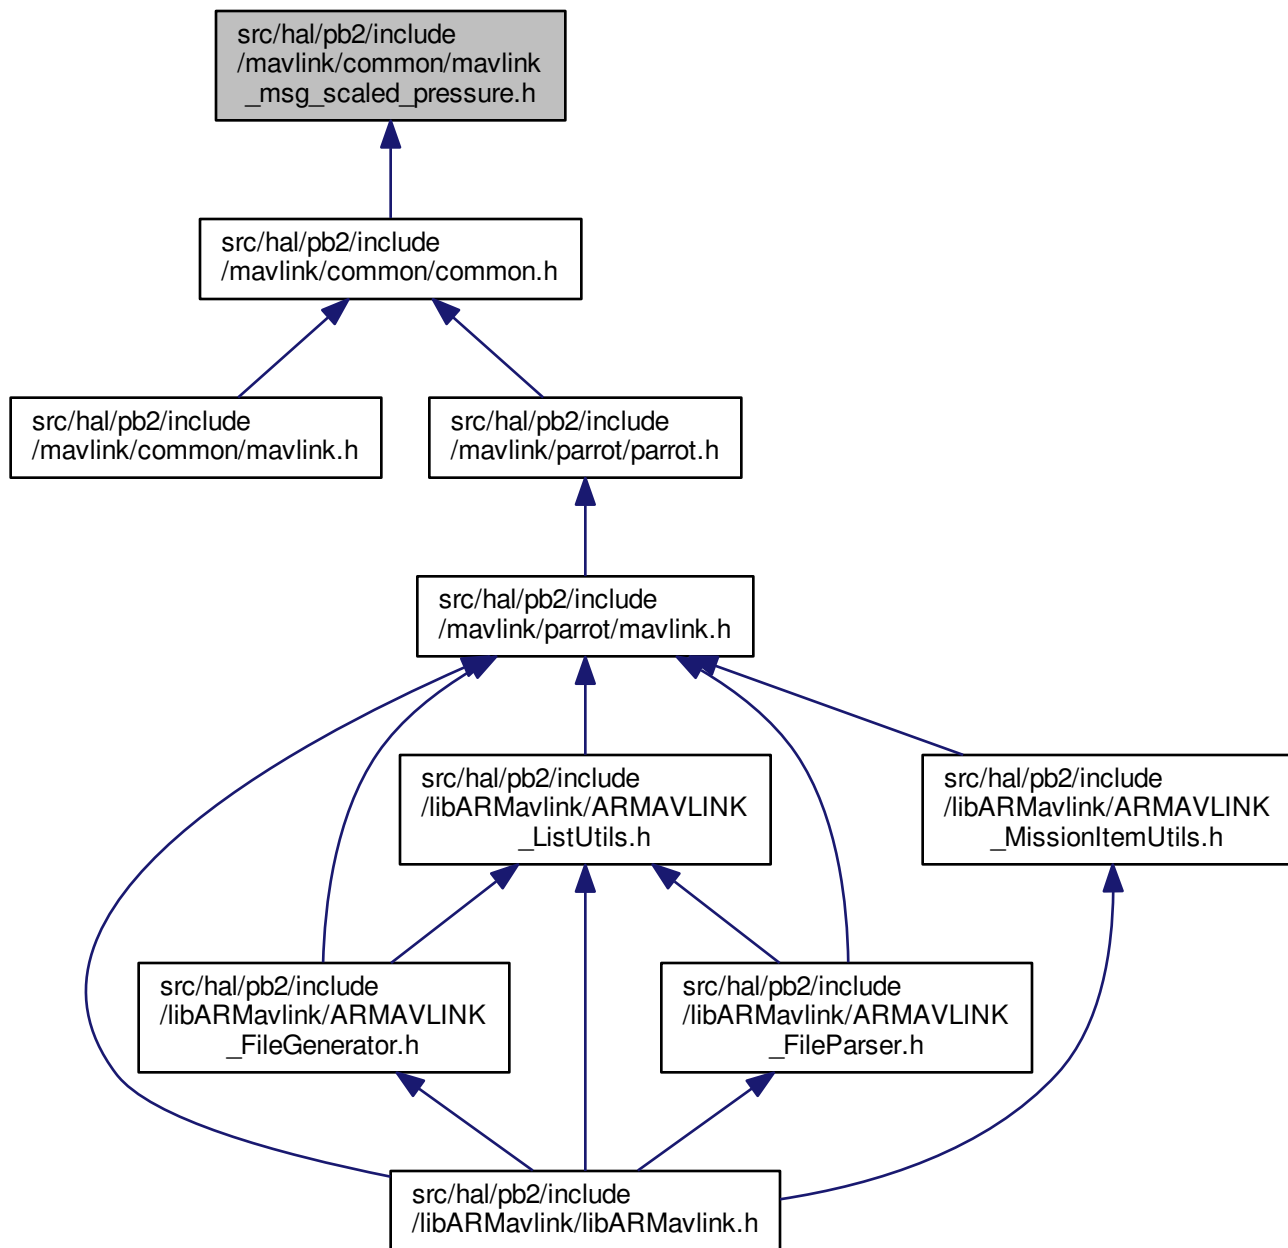 src/hal/pb2/include
/mavlink/common/mavlink
_msg_scaled_pressure.h
src/hal/pb2/include
/mavlink/common/common.h
src/hal/pb2/include
/mavlink/common/mavlink.h
src/hal/pb2/include
/mavlink/parrot/parrot.h
src/hal/pb2/include
/mavlink/parrot/mavlink.h
src/hal/pb2/include
/libARMavlink/ARMAVLINK
_ListUtils.h
src/hal/pb2/include
/libARMavlink/ARMAVLINK
_MissionItemUtils.h
src/hal/pb2/include
/libARMavlink/ARMAVLINK
_FileGenerator.h
src/hal/pb2/include
/libARMavlink/ARMAVLINK
_FileParser.h
src/hal/pb2/include
/libARMavlink/libARMavlink.h